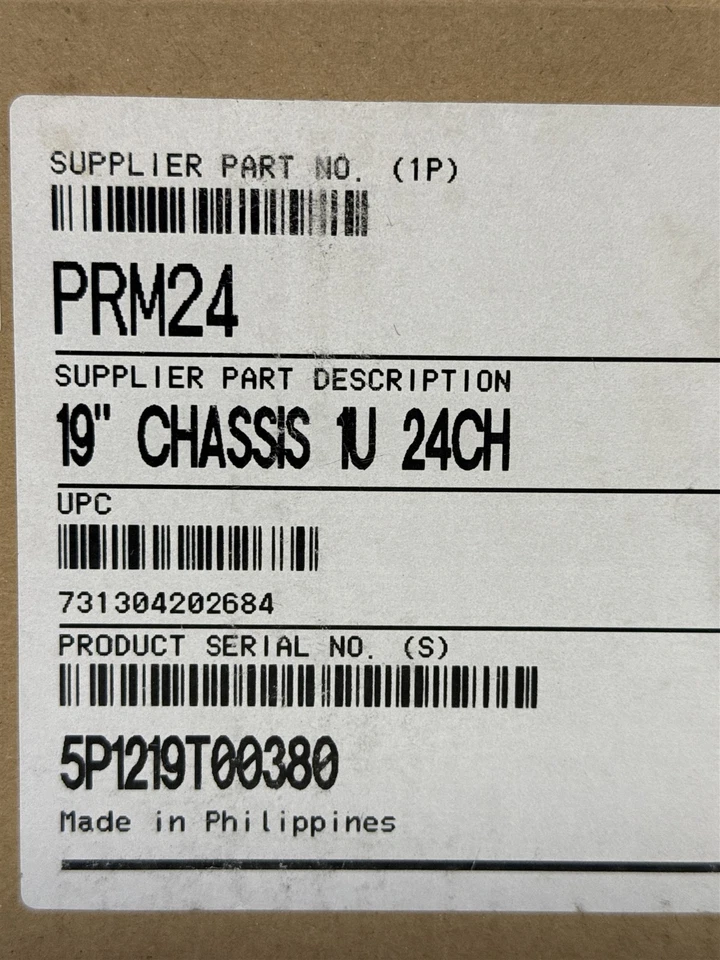 SUPPLIER PART NO. (1P)
PRM24
SUPPLIER PART DESCRIPTION
19" CHASSIS 1U 24CH
UPC
731304202684
PRODUCT SERIAL NO. (S)
5P1219T00380
Made in Philippines